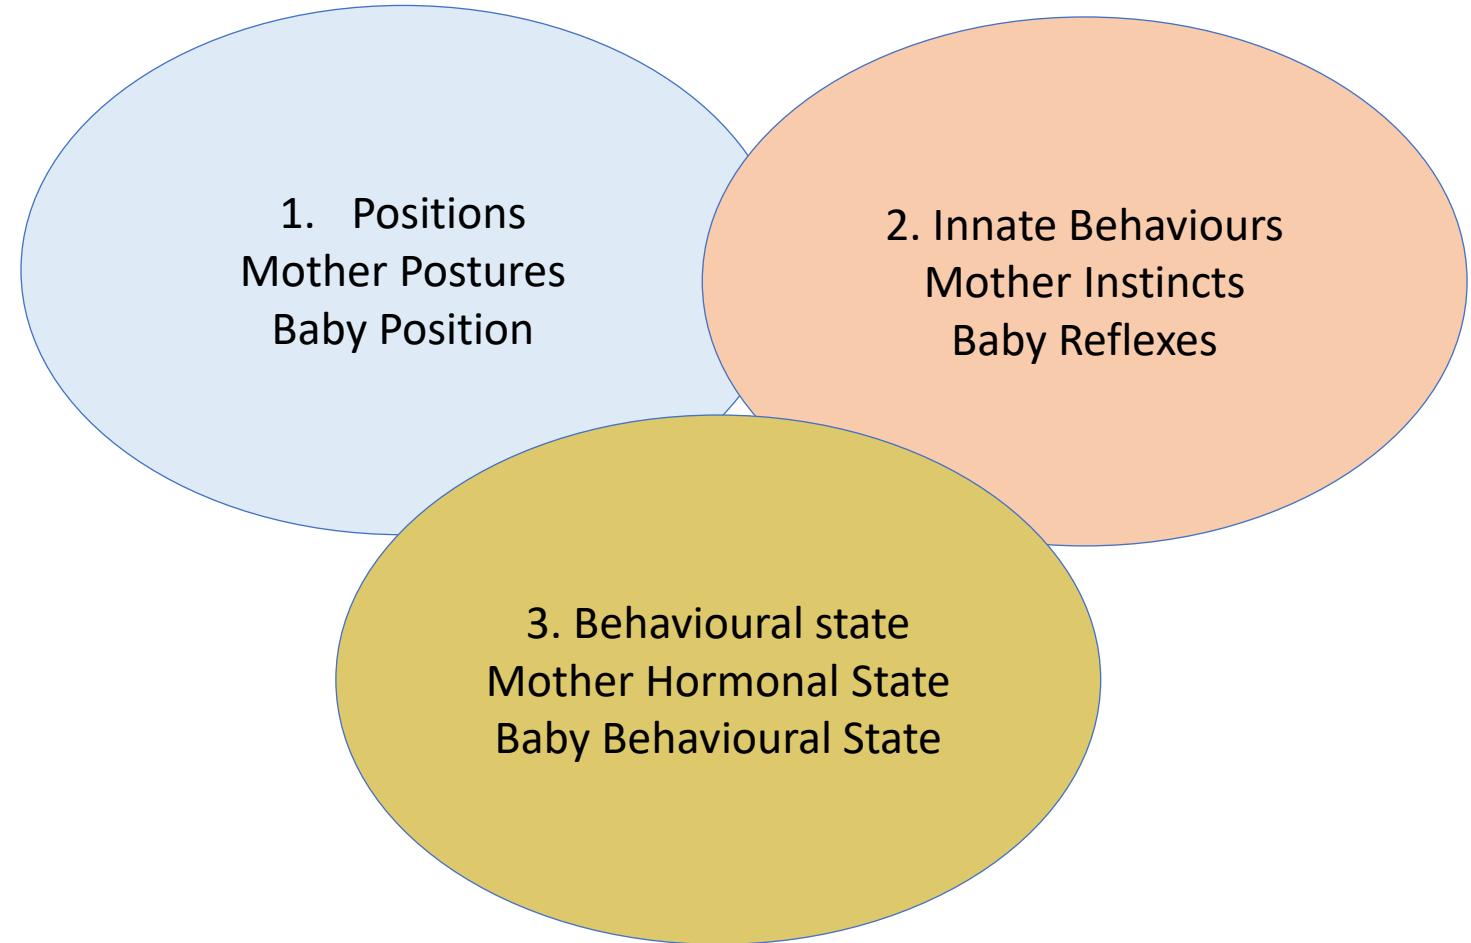 1. Positions
Mother Postures
Baby Position
2. Innate Behaviours
Mother Instincts
Baby Reflexes
3. Behavioural state
Mother Hormonal State
Baby Behavioural State